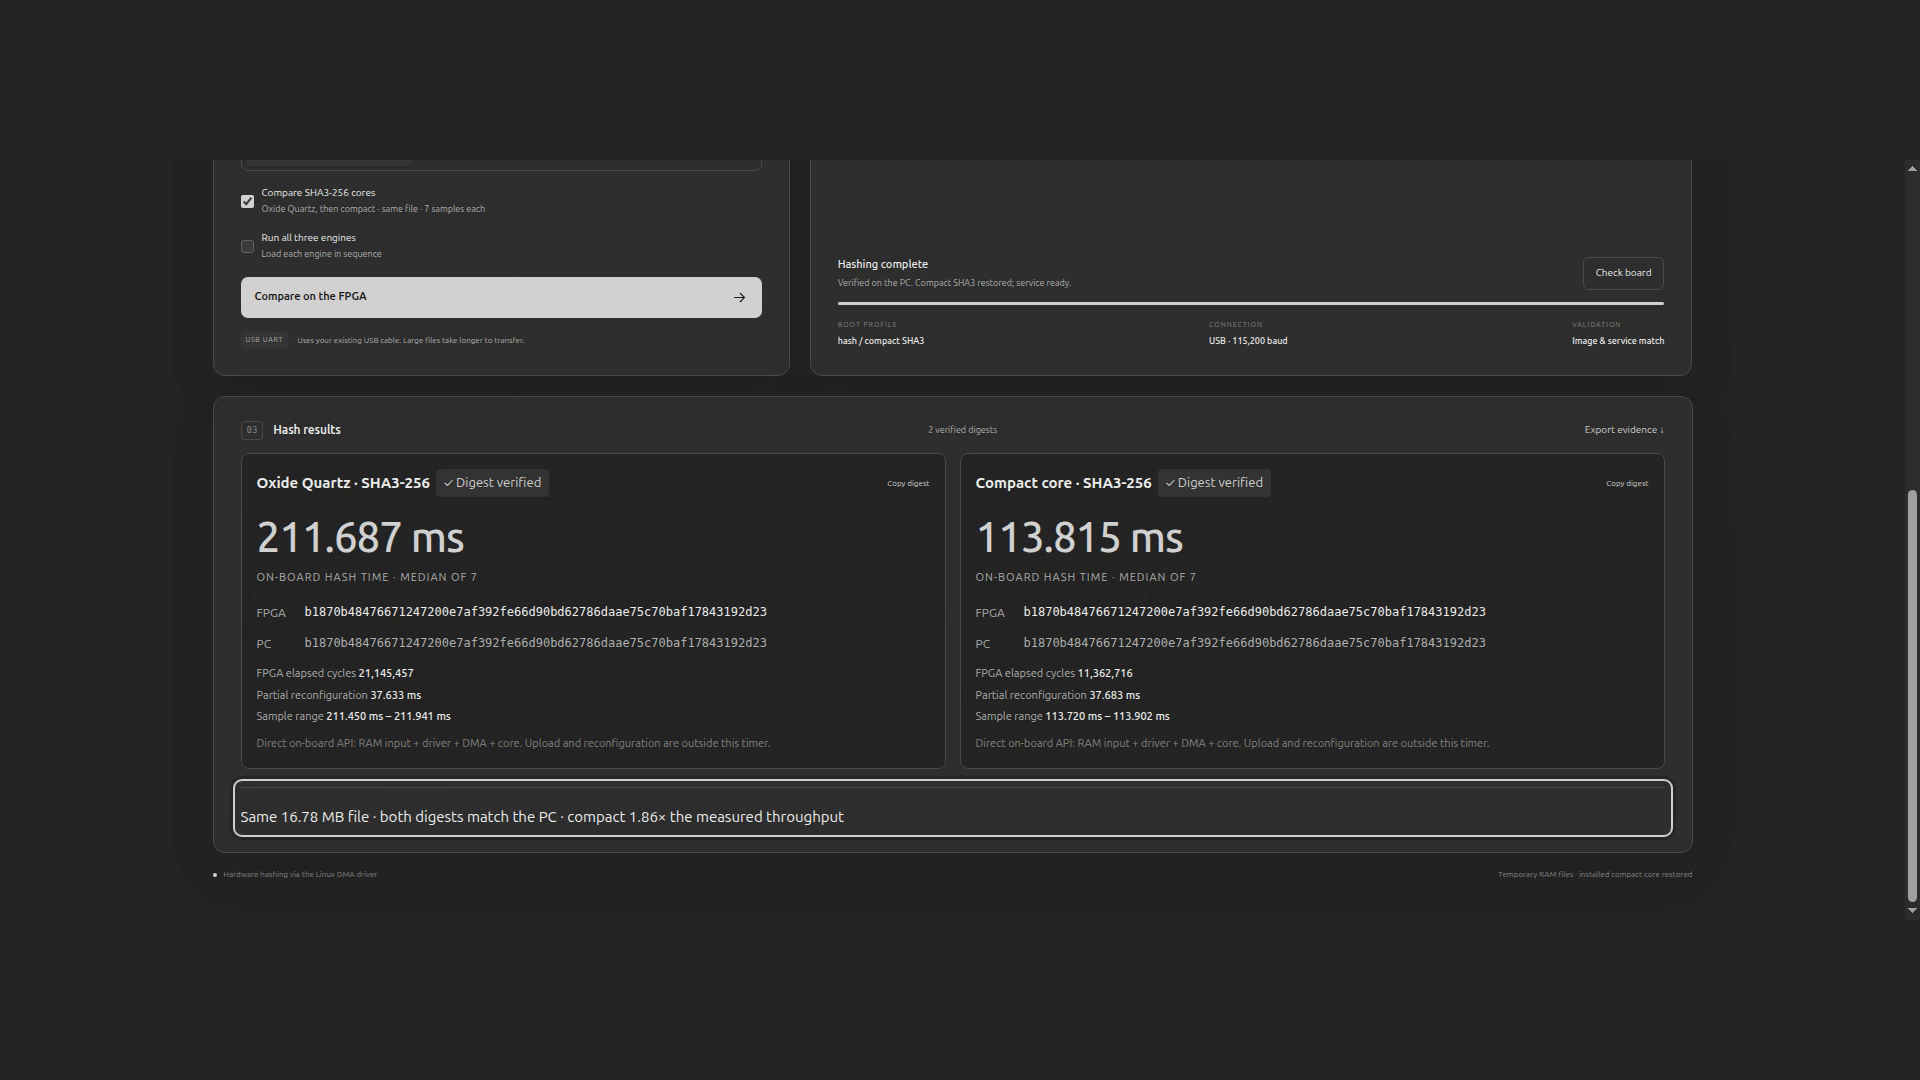 Compare SHA3-256 cores
Oxide Quartz, then compact · same file · 7 samples each
Run all three engines
Load each engine in sequence
Compare on the FPGA →
USB UART Uses your existing USB cable. Large files take longer to transfer.
Hashing complete
Verified on the PC. Compact SHA3 restored; service ready.
Check board
BOOT PROFILE
hash / compact SHA3
CONNECTION
USB · 115,200 baud
VALIDATION
Image & service match
03 Hash results
2 verified digests
Export evidence ↓
Oxide Quartz · SHA3-256 ✓ Digest verified
Copy digest
211.687 ms
ON-BOARD HASH TIME · MEDIAN OF 7
FPGA b1870b48476671247200e7af392fe66d90bd62786daae75c70baf17843192d23
PC b1870b48476671247200e7af392fe66d90bd62786daae75c70baf17843192d23
FPGA elapsed cycles 21,145,457
Partial reconfiguration 37.633 ms
Sample range 211.450 ms – 211.941 ms
Direct on-board API: RAM input + driver + DMA + core. Upload and reconfiguration are outside this timer.
Compact core · SHA3-256 ✓ Digest verified
Copy digest
113.815 ms
ON-BOARD HASH TIME · MEDIAN OF 7
FPGA b1870b48476671247200e7af392fe66d90bd62786daae75c70baf17843192d23
PC b1870b48476671247200e7af392fe66d90bd62786daae75c70baf17843192d23
FPGA elapsed cycles 11,362,716
Partial reconfiguration 37.683 ms
Sample range 113.720 ms – 113.902 ms
Direct on-board API: RAM input + driver + DMA + core. Upload and reconfiguration are outside this timer.
Same 16.78 MB file · both digests match the PC · compact 1.86× the measured throughput
Hardware hashing via the Linux DMA driver
Temporary RAM files · installed compact core restored